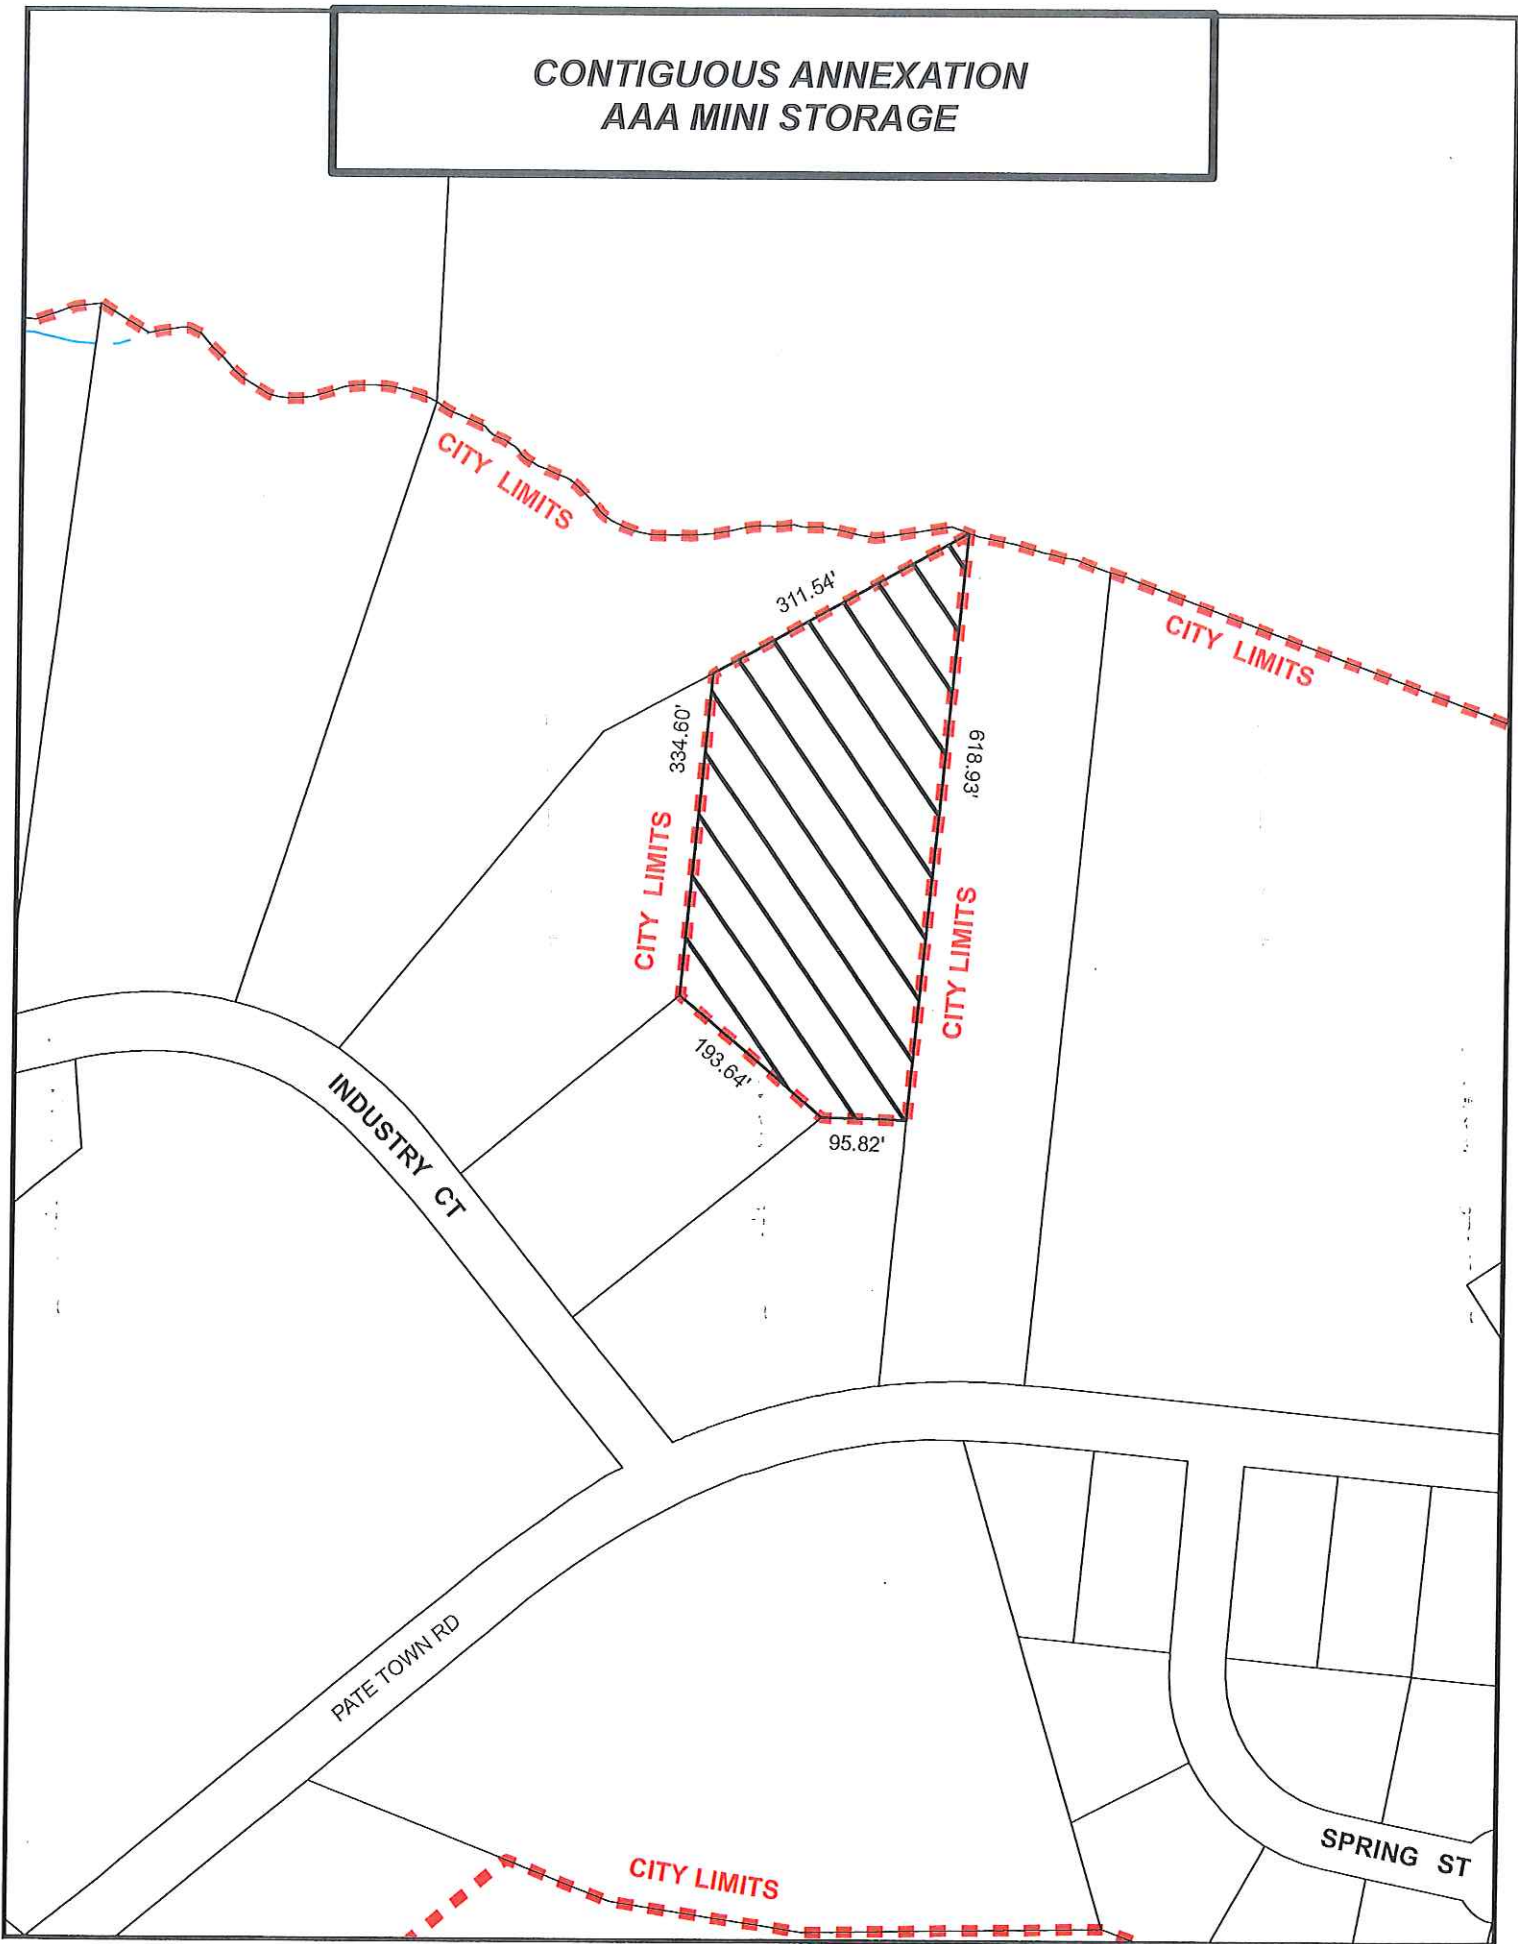 CONTIGUOUS ANNEXATION
AAA MINI STORAGE
CITY LIMITS
311.54'
CITY LIMITS
334.60'
618.93'
CITY LIMITS
CITY LIMITS
193.64'
95.82'
INDUSTRY CT
PATE TOWN RD
SPRING ST
CITY LIMITS